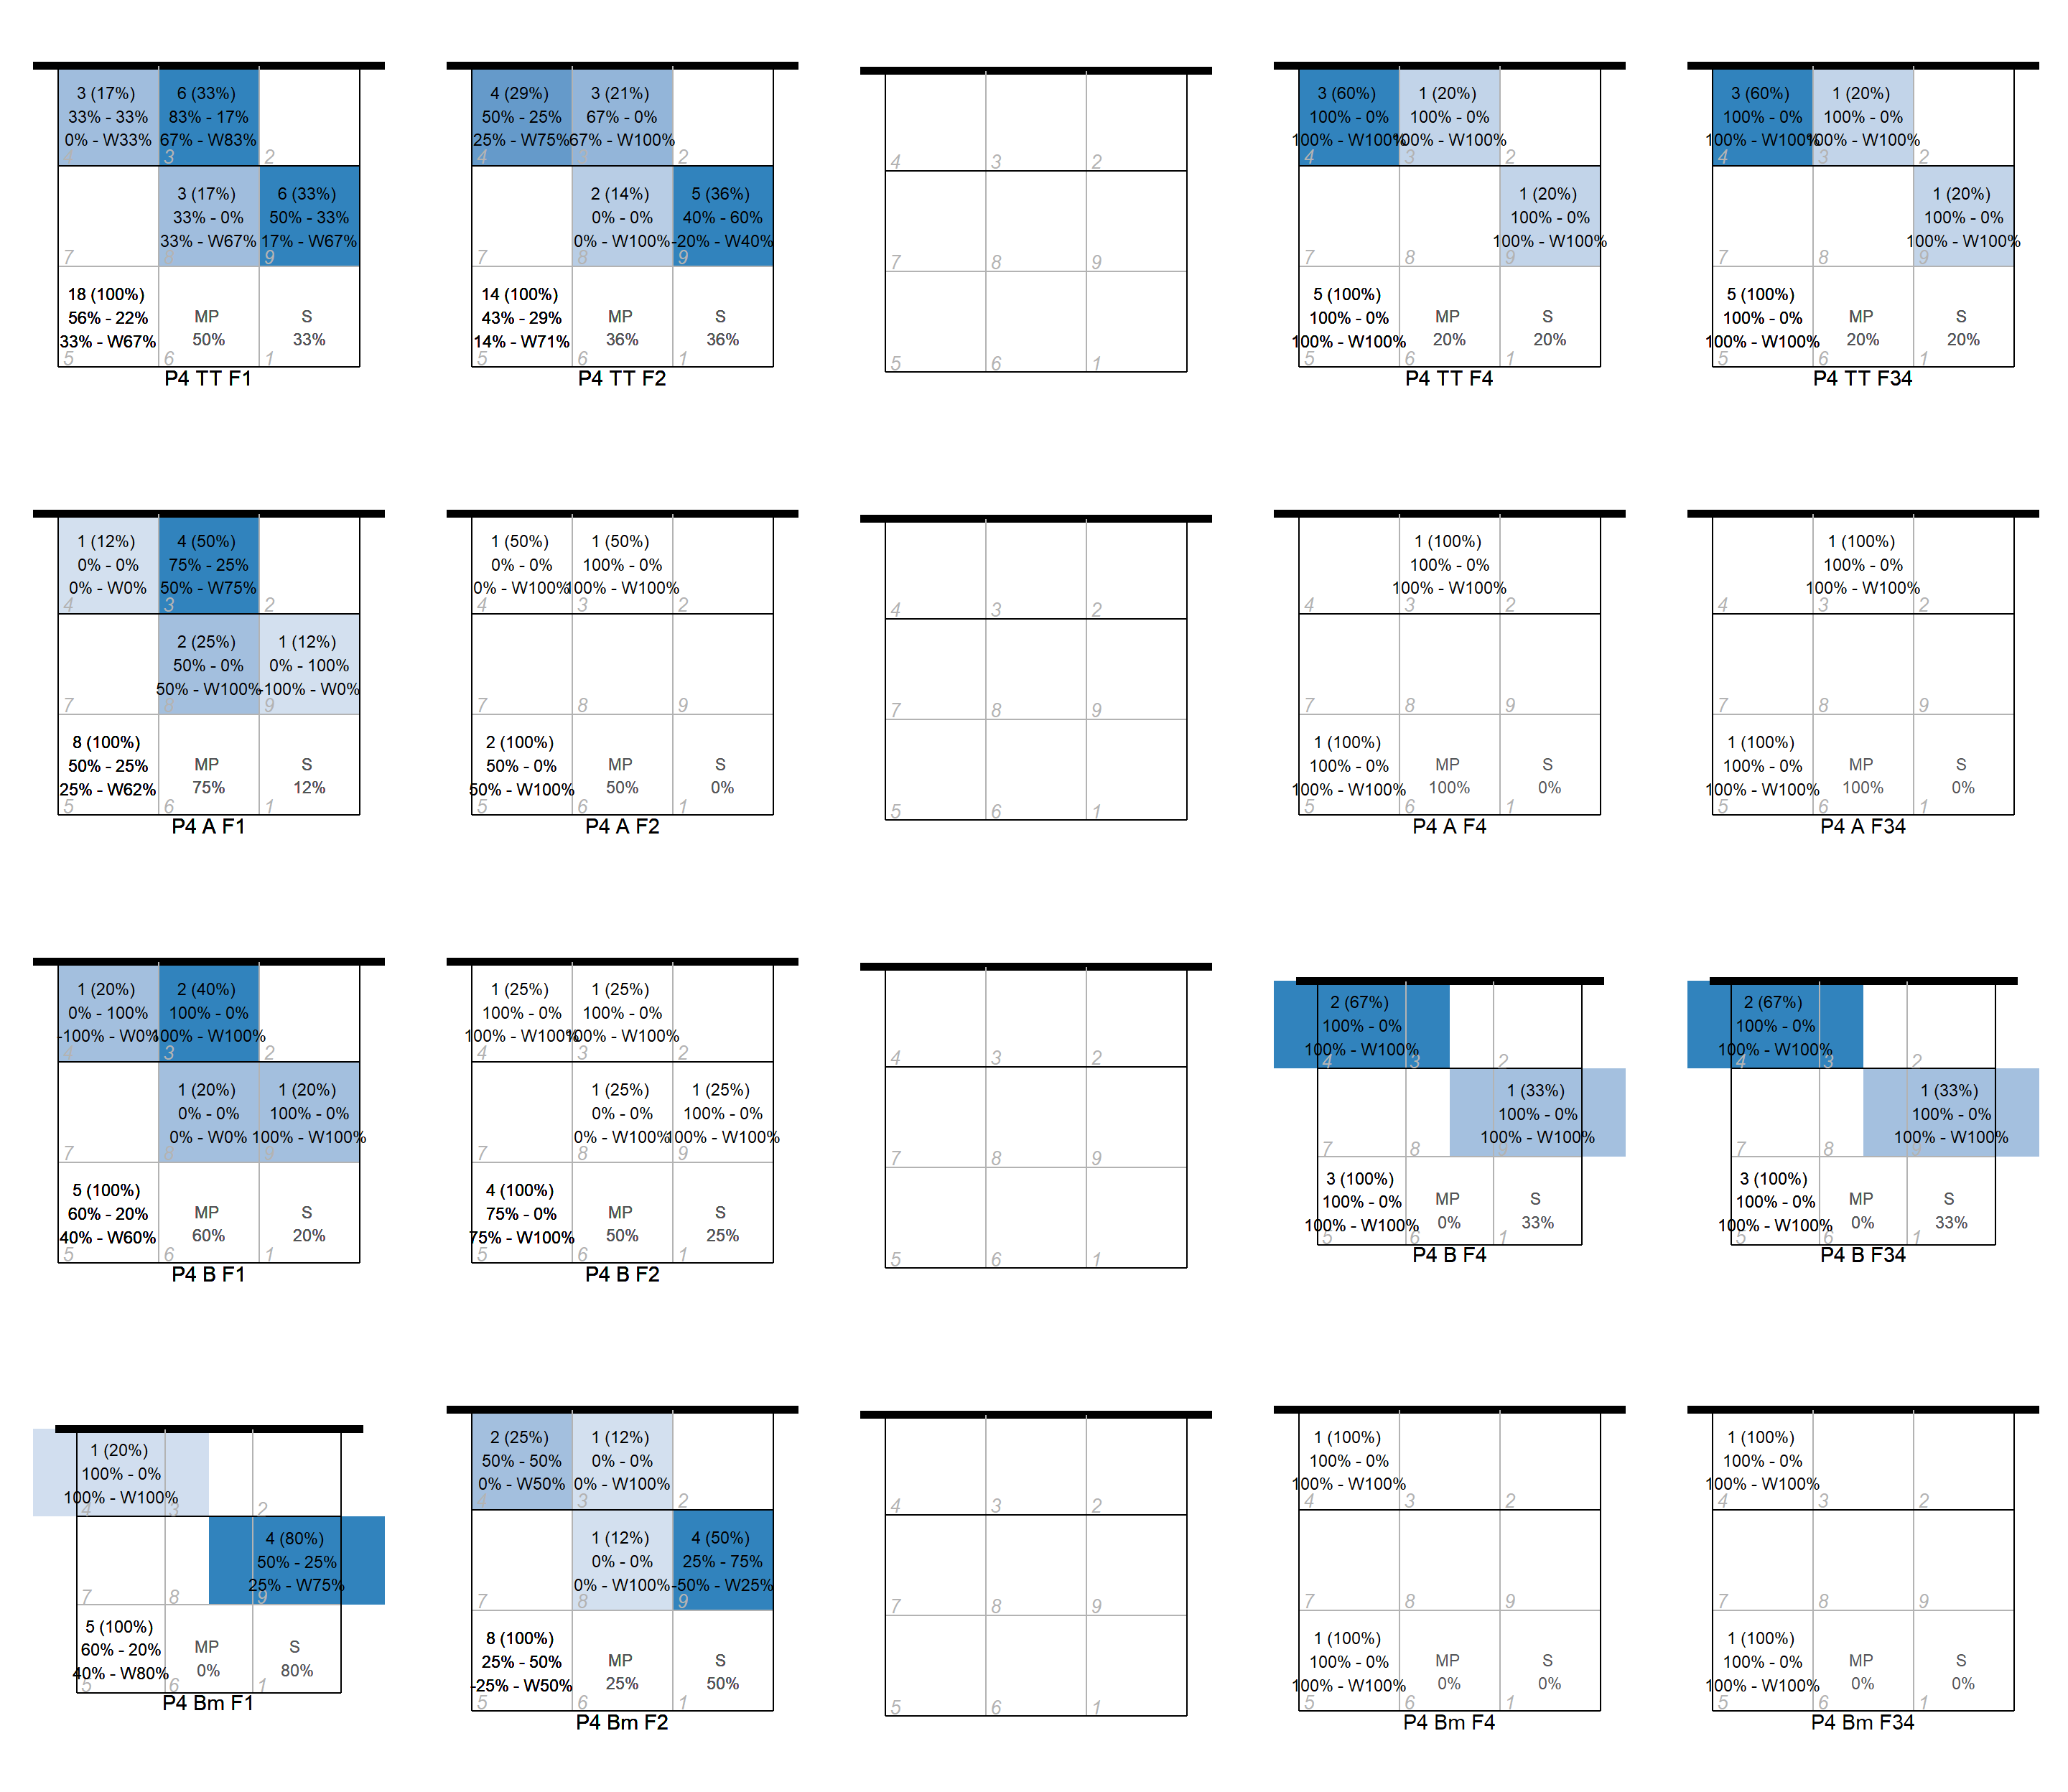 3 (17%) 6 (33%)
33% - 33% 83% - 17%
0% - W33% 67% - W83%
4 3 2
3 (17%) 6 (33%)
33% - 0% 50% - 33%
33% - W67% 17% - W67%
7 8 9
18 (100%)
56% - 22% MP S
33% - W67% 50% 33%
5 6 1
P4 TT F1
4 (29%) 3 (21%)
50% - 25% 67% - 0%
25% - W75% 67% - W100%
4 3 2
2 (14%) 5 (36%)
0% - 0% 40% - 60%
0% - W100% -20% - W40%
7 8 9
14 (100%)
43% - 29% MP S
14% - W71% 36% 36%
5 6 1
P4 TT F2
4 3 2
7 8 9
5 6 1
3 (60%) 1 (20%)
100% - 0% 100% - 0%
100% - W100% 100% - W100%
4 3 2
1 (20%)
100% - 0%
100% - W100%
7 8 9
5 (100%)
100% - 0% MP S
100% - W100% 20% 20%
5 6 1
P4 TT F4
3 (60%) 1 (20%)
100% - 0% 100% - 0%
100% - W100% 100% - W100%
4 3 2
1 (20%)
100% - 0%
100% - W100%
7 8 9
5 (100%)
100% - 0% MP S
100% - W100% 20% 20%
5 6 1
P4 TT F34
1 (12%) 4 (50%)
0% - 0% 75% - 25%
0% - W0% 50% - W75%
4 3 2
2 (25%) 1 (12%)
50% - 0% 0% - 100%
50% - W100% -100% - W0%
7 8 9
8 (100%)
50% - 25% MP S
25% - W62% 75% 12%
5 6 1
P4 A F1
1 (50%) 1 (50%)
0% - 0% 100% - 0%
0% - W100% 100% - W100%
4 3 2
7 8 9
2 (100%)
50% - 0% MP S
50% - W100% 50% 0%
5 6 1
P4 A F2
4 3 2
7 8 9
5 6 1
1 (100%)
100% - 0%
100% - W100%
4 3 2
7 8 9
1 (100%)
100% - 0% MP S
100% - W100% 100% 0%
5 6 1
P4 A F4
1 (100%)
100% - 0%
100% - W100%
4 3 2
7 8 9
1 (100%)
100% - 0% MP S
100% - W100% 100% 0%
5 6 1
P4 A F34
1 (20%) 2 (40%)
0% - 100% 100% - 0%
-100% - W0% 100% - W100%
4 3 2
1 (20%) 1 (20%)
0% - 0% 100% - 0%
0% - W0% 100% - W100%
7 8 9
5 (100%)
60% - 20% MP S
40% - W60% 60% 20%
5 6 1
P4 B F1
1 (25%) 1 (25%)
100% - 0% 100% - 0%
100% - W100% 100% - W100%
4 3 2
1 (25%) 1 (25%)
0% - 0% 100% - 0%
0% - W100% 100% - W100%
7 8 9
4 (100%)
75% - 0% MP S
75% - W100% 50% 25%
5 6 1
P4 B F2
4 3 2
7 8 9
5 6 1
2 (67%)
100% - 0%
100% - W100%
4 3 2
1 (33%)
100% - 0%
100% - W100%
7 8 9
3 (100%)
100% - 0% MP S
100% - W100% 0% 33%
5 6 1
P4 B F4
2 (67%)
100% - 0%
100% - W100%
4 3 2
1 (33%)
100% - 0%
100% - W100%
7 8 9
3 (100%)
100% - 0% MP S
100% - W100% 0% 33%
5 6 1
P4 B F34
1 (20%)
100% - 0%
100% - W100%
4 3 2
4 (80%)
50% - 25%
25% - W75%
7 8 9
5 (100%)
60% - 20% MP S
40% - W80% 0% 80%
5 6 1
P4 Bm F1
2 (25%) 1 (12%)
50% - 50% 0% - 0%
0% - W50% 0% - W100%
4 3 2
1 (12%) 4 (50%)
0% - 0% 25% - 75%
0% - W100% -50% - W25%
7 8 9
8 (100%)
25% - 50% MP S
-25% - W50% 25% 50%
5 6 1
P4 Bm F2
4 3 2
7 8 9
5 6 1
1 (100%)
100% - 0%
100% - W100%
4 3 2
7 8 9
1 (100%)
100% - 0% MP S
100% - W100% 0% 0%
5 6 1
P4 Bm F4
1 (100%)
100% - 0%
100% - W100%
4 3 2
7 8 9
1 (100%)
100% - 0% MP S
100% - W100% 0% 0%
5 6 1
P4 Bm F34